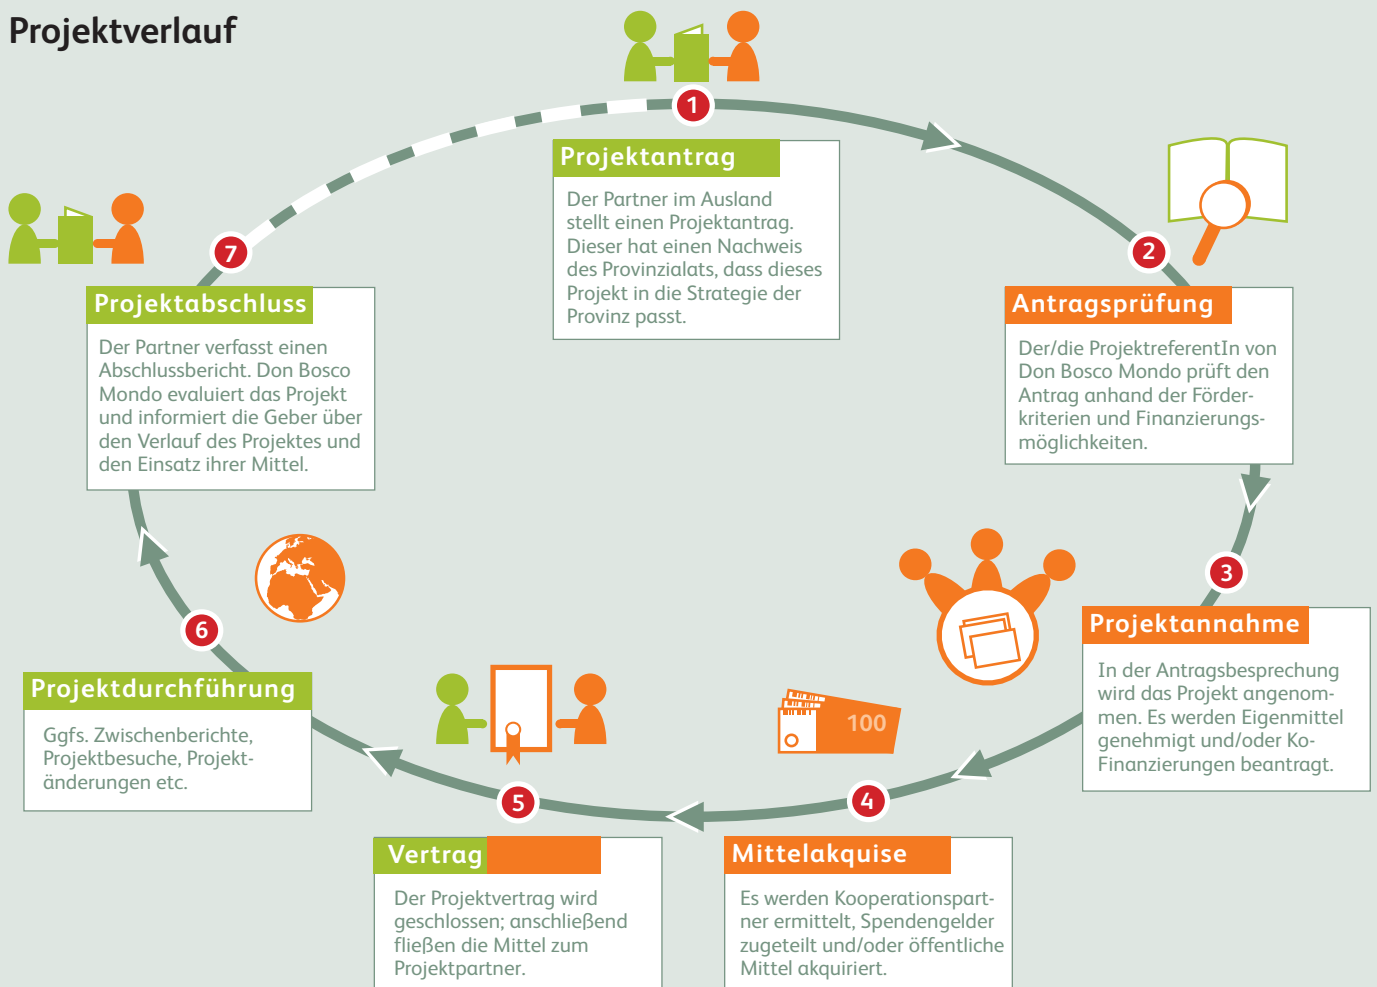 Projektverlauf
1
Projektantrag
Der Partner im Ausland
stellt einen Projektantrag.
Dieser hat einen Nachweis
des Provinzialats, dass dieses
Projekt in die Strategie der
Provinz passt.
2
Antragsprüfung
Der/die ProjektreferentIn von
Don Bosco Mondo prüft den
Antrag anhand der Förder-
kriterien und Finanzierungs-
möglichkeiten.
3
Projektannahme
In der Antragsbesprechung
wird das Projekt angenom-
men. Es werden Eigenmittel
genehmigt und/oder Ko-
Finanzierungen beantragt.
100
4
Mittelakquise
Es werden Kooperationspart-
ner ermittelt, Spendengelder
zugeteilt und/oder öffentliche
Mittel akquiriert.
5
Vertrag
Der Projektvertrag wird
geschlossen; anschließend
fließen die Mittel zum
Projektpartner.
6
Projektdurchführung
Ggfs. Zwischenberichte,
Projektbesuche, Projekt-
änderungen etc.
7
Projektabschluss
Der Partner verfasst einen
Abschlussbericht. Don Bosco
Mondo evaluiert das Projekt
und informiert die Geber über
den Verlauf des Projektes und
den Einsatz ihrer Mittel.